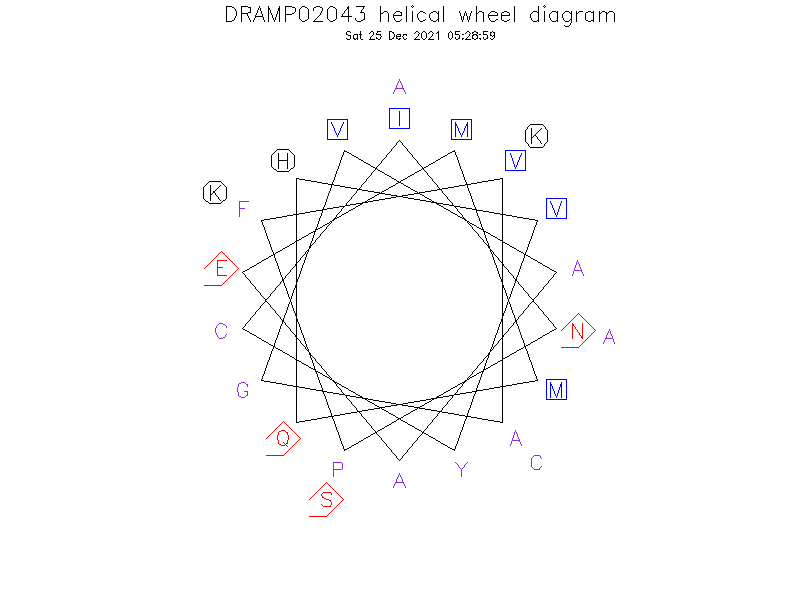 DRAMP02043 helical wheel diagram
Sat 25 Dec 2021 05:28:59
A
I
V
M
K
H
V
K
F
V
E
A
C
N
A
G
M
Q
A
P
Y
C
A
S